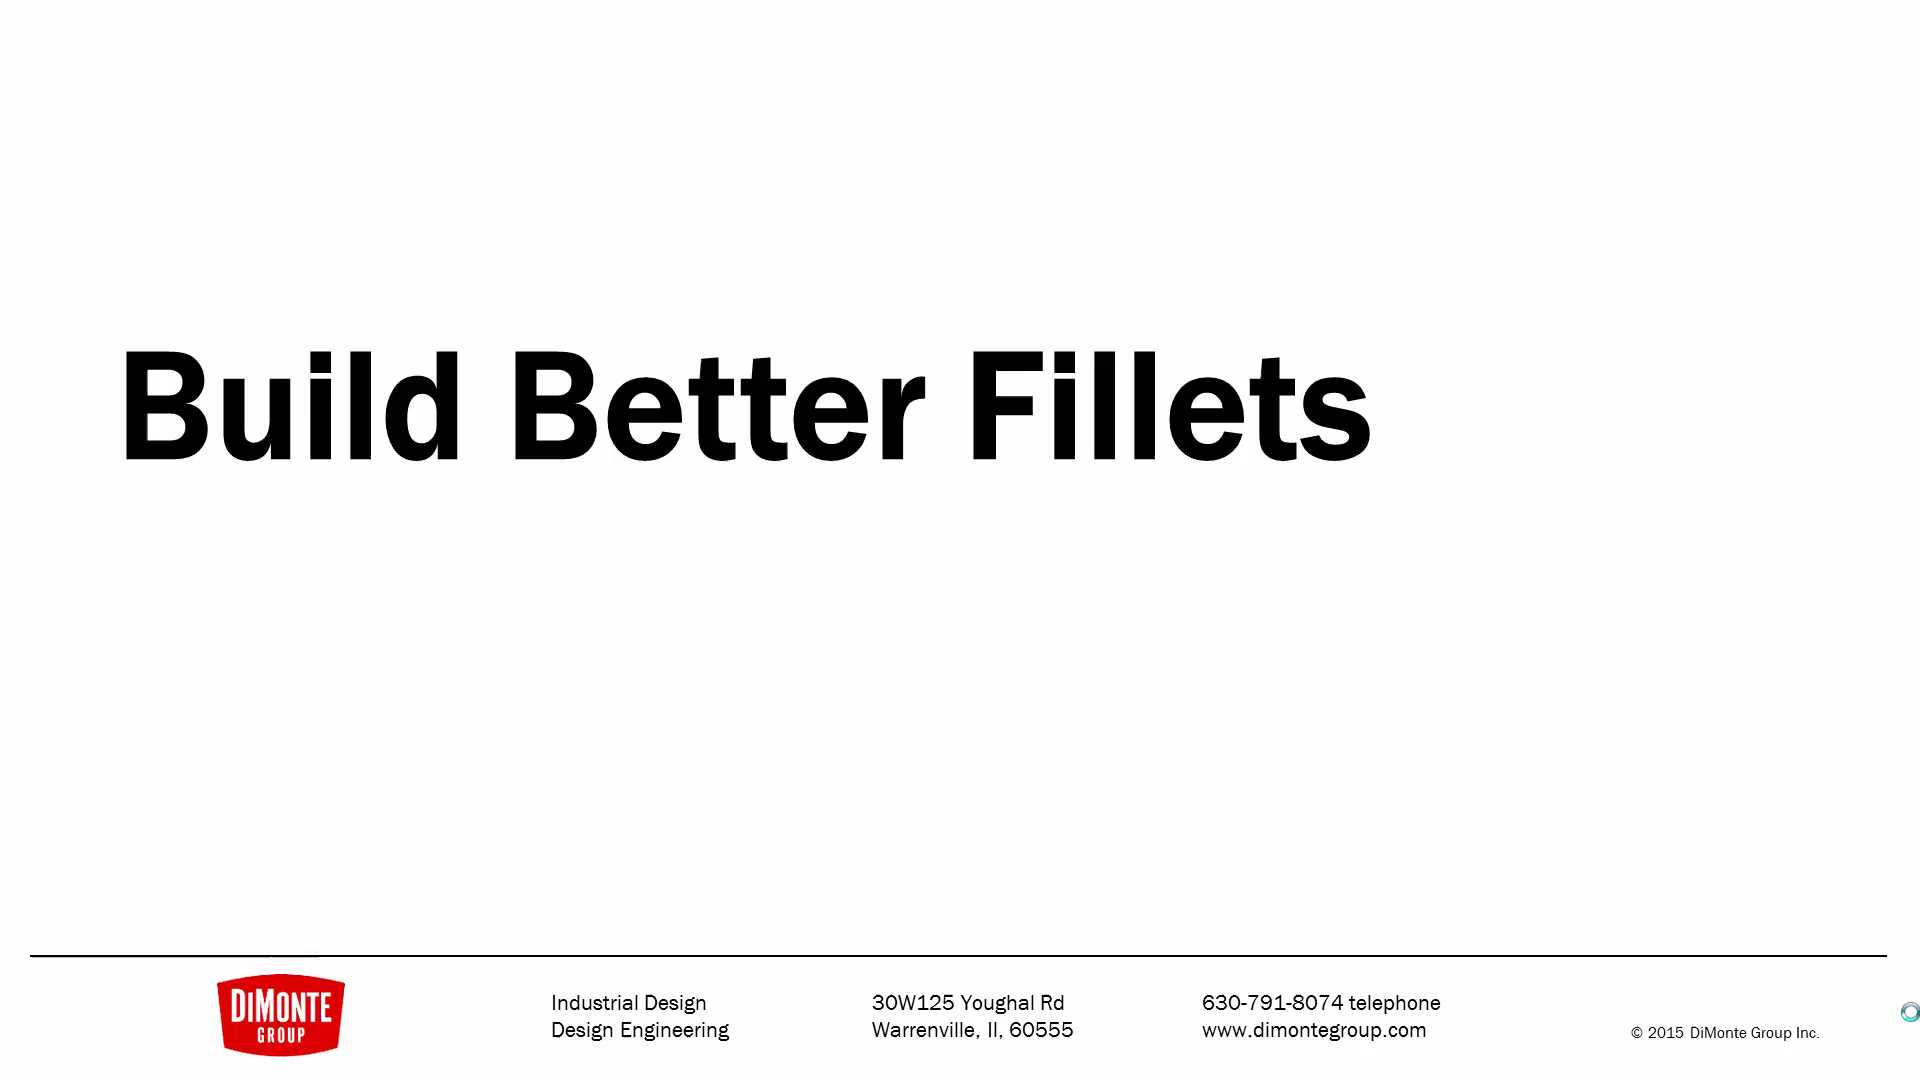 Build Better Fillets
DIMONTE
GROUP
Industrial Design
Design Engineering
30W125 Youghal Rd
Warrenville, Il, 60555
630-791-8074 telephone
www.dimontegroup.com
© 2015 DiMonte Group Inc.